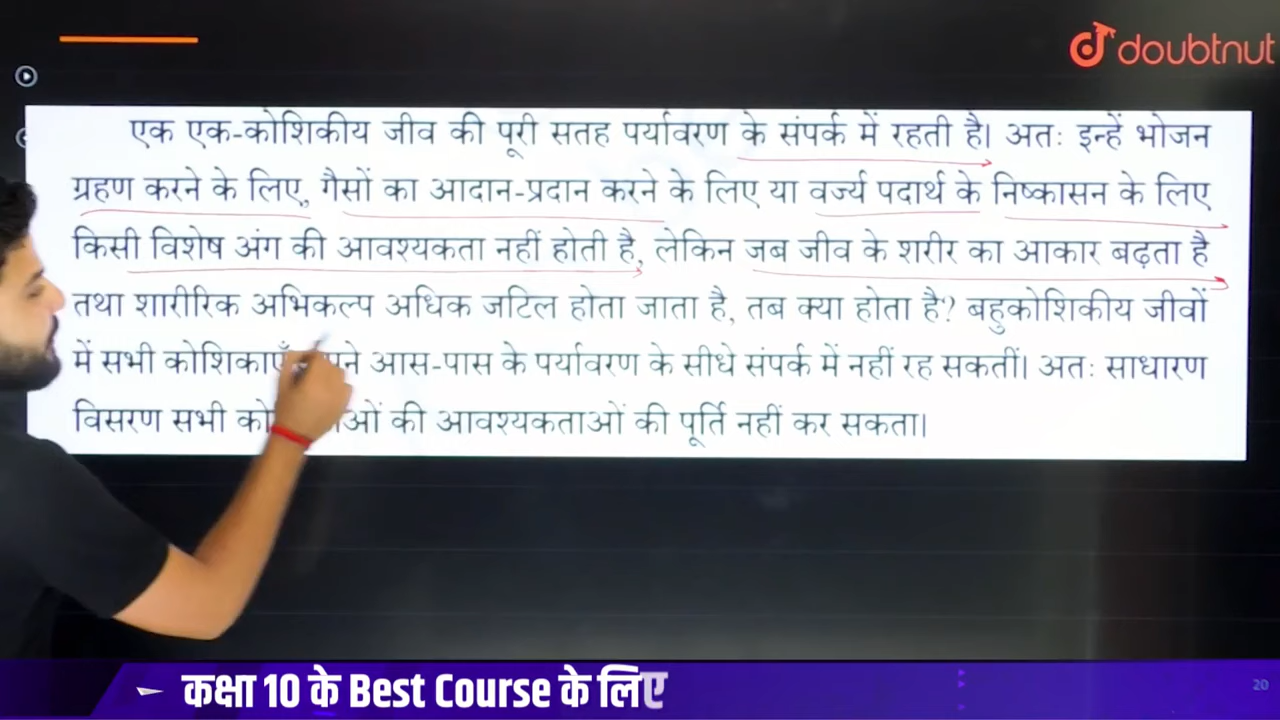 doubtnut
एक एक-कोशिकीय जीव की पूरी सतह पर्यावरण के संपर्क में रहती है। अतः इन्हें भोजन
ग्रहण करने के लिए, गैसों का आदान-प्रदान करने के लिए या वर्ज्य पदार्थ के निष्कासन के लिए
किसी विशेष अंग की आवश्यकता नहीं होती है, लेकिन जब जीव के शरीर का आकार बढ़ता है
तथा शारीरिक अभिकल्प अधिक जटिल होता जाता है, तब क्या होता है? बहुकोशिकीय जीवों
में सभी कोशिकाएँ आस-पास के पर्यावरण के सीधे संपर्क में नहीं रह सकतीं। अतः साधारण
विसरण सभी की आवश्यकताओं की पूर्ति नहीं कर सकता।
कक्षा 10 के Best Course के लिए
20